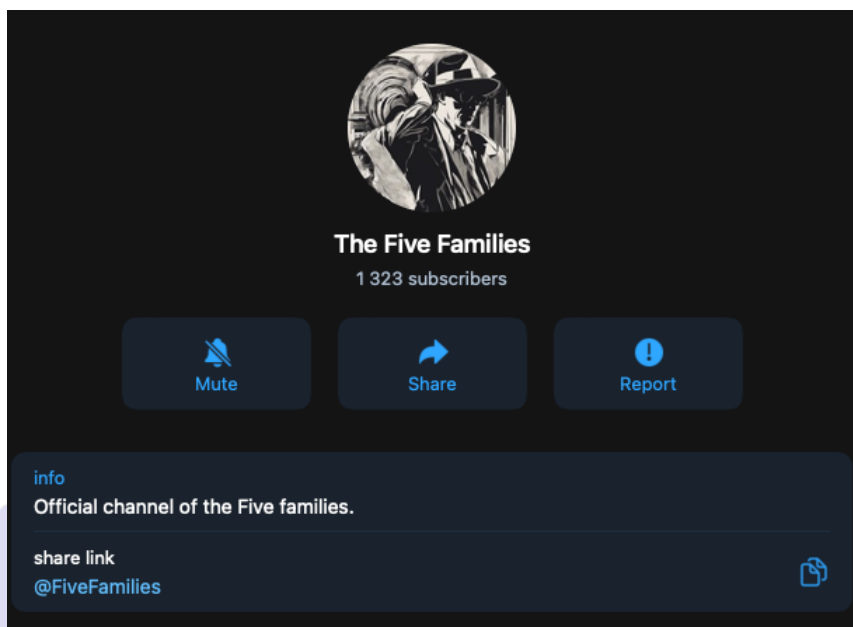 The Five Families
1 323 subscribers
Mute
Share
Report
info
Official channel of the Five families.
share link
@FiveFamilies